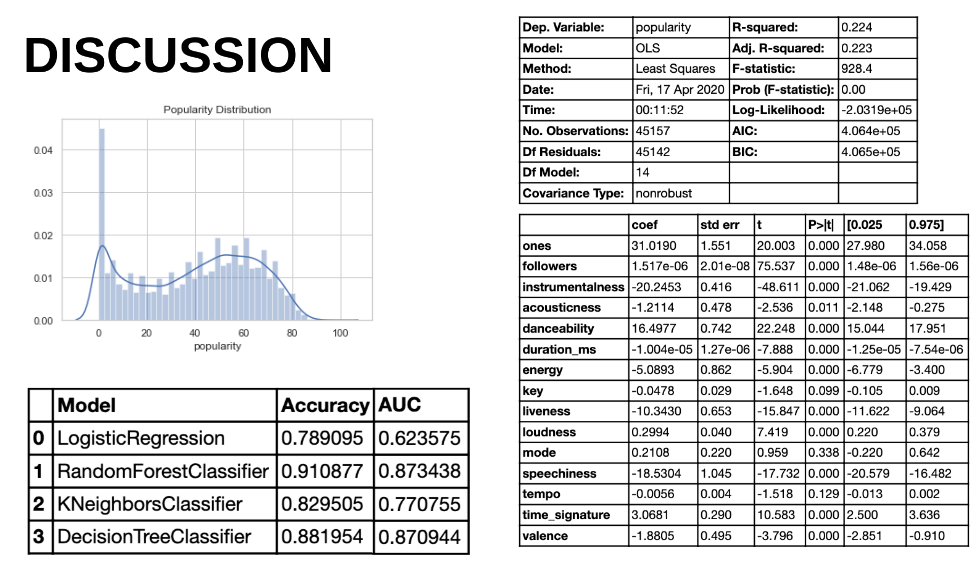 DISCUSSION
Popularity Distribution
0.04
0.03
0.02
0.01
0.00
0 20 40 60 80 100
popularity
Model Accuracy AUC
0 LogisticRegression 0.789095 0.623575
1 RandomForestClassifier 0.910877 0.873438
2 KNeighborsClassifier 0.829505 0.770755
3 DecisionTreeClassifier 0.881954 0.870944
Dep. Variable: popularity R-squared: 0.224
Model: OLS Adj. R-squared: 0.223
Method: Least Squares F-statistic: 928.4
Date: Fri, 17 Apr 2020 Prob (F-statistic): 0.00
Time: 00:11:52 Log-Likelihood: -2.0319e+05
No. Observations: 45157 AIC: 4.064e+05
Df Residuals: 45142 BIC: 4.065e+05
Df Model: 14
Covariance Type: nonrobust
coef std err t P>|t| [0.025 0.975]
ones 31.0190 1.551 20.003 0.000 27.980 34.058
followers 1.517e-06 2.01e-08 75.537 0.000 1.48e-06 1.56e-06
instrumentalness -20.2453 0.416 -48.611 0.000 -21.062 -19.429
acousticness -1.2114 0.478 -2.536 0.011 -2.148 -0.275
danceability 16.4977 0.742 22.248 0.000 15.044 17.951
duration_ms -1.004e-05 1.27e-06 -7.888 0.000 -1.25e-05 -7.54e-06
energy -5.0893 0.862 -5.904 0.000 -6.779 -3.400
key -0.0478 0.029 -1.648 0.099 -0.105 0.009
liveness -10.3430 0.653 -15.847 0.000 -11.622 -9.064
loudness 0.2994 0.040 7.419 0.000 0.220 0.379
mode 0.2108 0.220 0.959 0.338 -0.220 0.642
speechiness -18.5304 1.045 -17.732 0.000 -20.579 -16.482
tempo -0.0056 0.004 -1.518 0.129 -0.013 0.002
time_signature 3.0681 0.290 10.583 0.000 2.500 3.636
valence -1.8805 0.495 -3.796 0.000 -2.851 -0.910